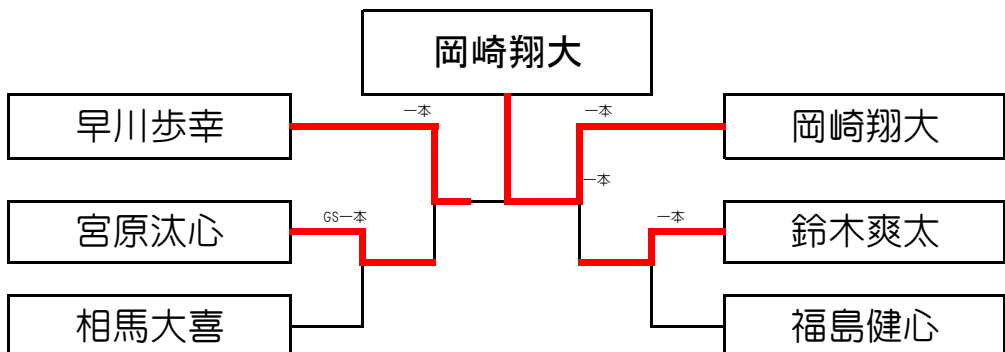 岡崎翔大
早川歩幸
一本
一本
岡崎翔大
一本
宮原汰心
GS一本
一本
鈴木爽太
相馬大喜
福島健心